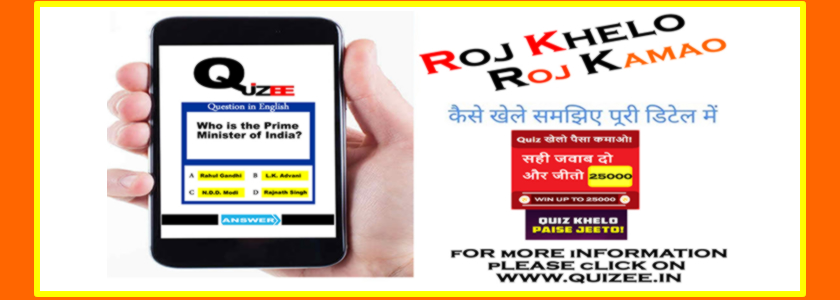 QUIZEE
Question in English
Who is the Prime
Minister of India?
A Rahul Gandhi B L.K. Advani
C N.D.D. Modi D Rajnath Singh
ANSWER
ROJ KHELO
ROJ KAMAO
कैसे खेले समझिए पूरी डिटेल में
Quiz खेलो पैसा कमाओ!
सही जवाब दो
और जीतो 25000
WIN UP TO 25000
QUIZ KHELO
PAISE JEETO!
FOR MORE INFORMATION
PLEASE CLICK ON
WWW.QUIZEE.IN